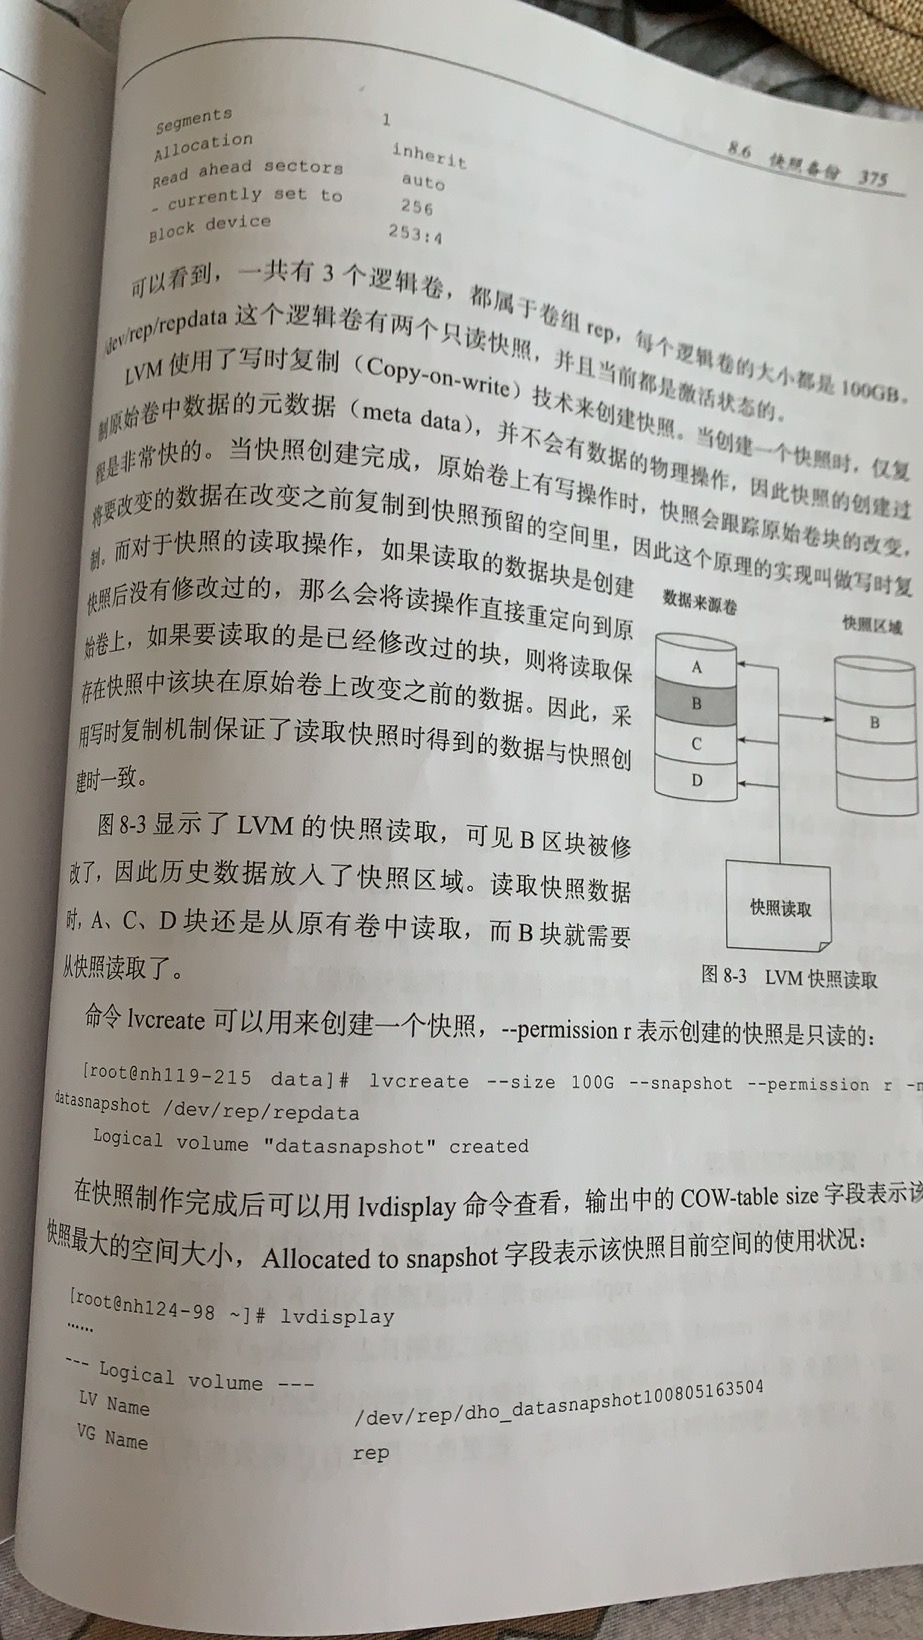 8.6 快照备份 375
Segments 1
Allocation inherit
Read ahead sectors auto
- currently set to 256
Block device 253:4
可以看到，一共有 3 个逻辑卷，都属于卷组 rep，每个逻辑卷的大小都是 100GB。
/dev/rep/repdata 这个逻辑卷有两个只读快照，并且当前都是激活状态的。
LVM 使用了写时复制（Copy-on-write）技术来创建快照。当创建一个快照时，仅复
制原始卷中数据的元数据（meta data），并不会有数据的物理操作，因此快照的创建过
程是非常快的。当快照创建完成，原始卷上有写操作时，快照会跟踪原始卷块的改变，
将要改变的数据在改变之前复制到快照预留的空间里，因此这个原理的实现叫做写时复
制。而对于快照的读取操作，如果读取的数据块是创建
快照后没有修改过的，那么会将读操作直接重定向到原
始卷上，如果要读取的是已经修改过的块，则将读取保
存在快照中该块在原始卷上改变之前的数据。因此，采
用写时复制机制保证了读取快照时得到的数据与快照创
建时一致。
图 8-3 显示了 LVM 的快照读取，可见 B 区块被修
改了，因此历史数据放入了快照区域。读取快照数据
时，A、C、D 块还是从原有卷中读取，而 B 块就需要
从快照读取了。
数据来源卷
快照区域
A
B
C
D
B
快照读取
图 8-3 LVM 快照读取
命令 lvcreate 可以用来创建一个快照，--permission r 表示创建的快照是只读的：
[root@nh119-215 data]# lvcreate --size 100G --snapshot --permission r -n
datasnapshot /dev/rep/repdata
Logical volume "datasnapshot" created
在快照制作完成后可以用 lvdisplay 命令查看，输出中的 COW-table size 字段表示该
快照最大的空间大小，Allocated to snapshot 字段表示该快照目前空间的使用状况：
[root@nh124-98 ~]# lvdisplay
......
--- Logical volume ---
LV Name /dev/rep/dho_datasnapshot100805163504
VG Name rep